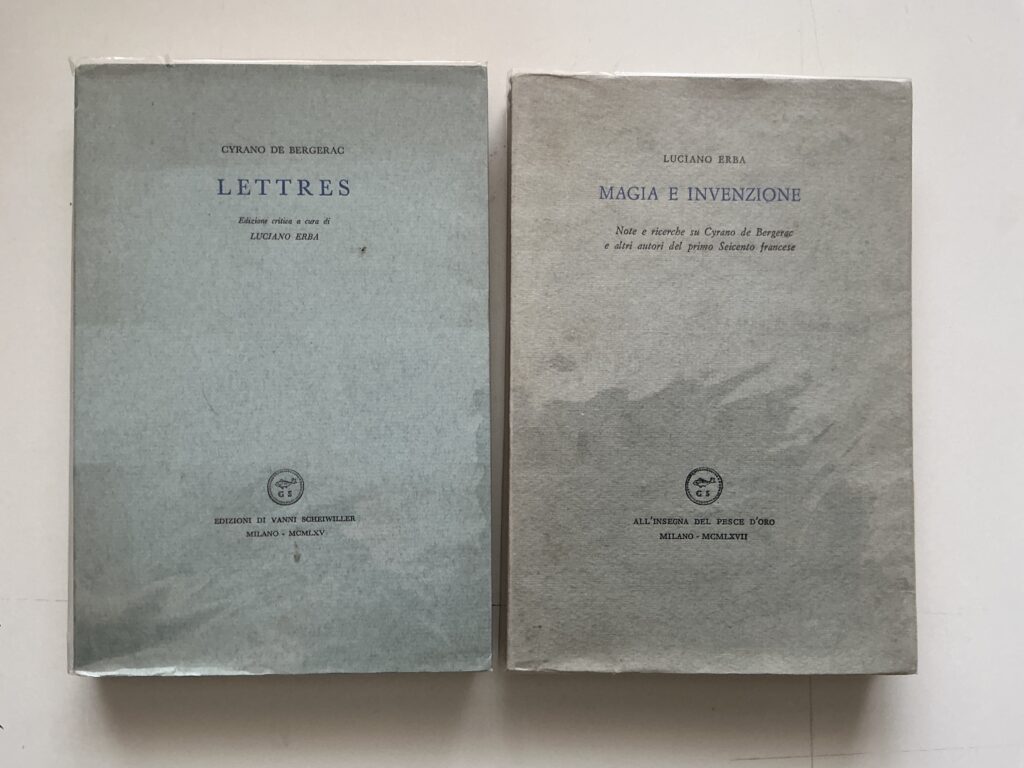 CYRANO DE BERGERAC
LETTRES
Edizione critica a cura di
LUCIANO ERBA
G S
EDIZIONI DI VANNI SCHEIWILLER
MILANO - MCMLXV
LUCIANO ERBA
MAGIA E INVENZIONE
Note e ricerche su Cyrano de Bergerac
e altri autori del primo Seicento francese
G S
ALL'INSEGNA DEL PESCE D'ORO
MILANO - MCMLXVII